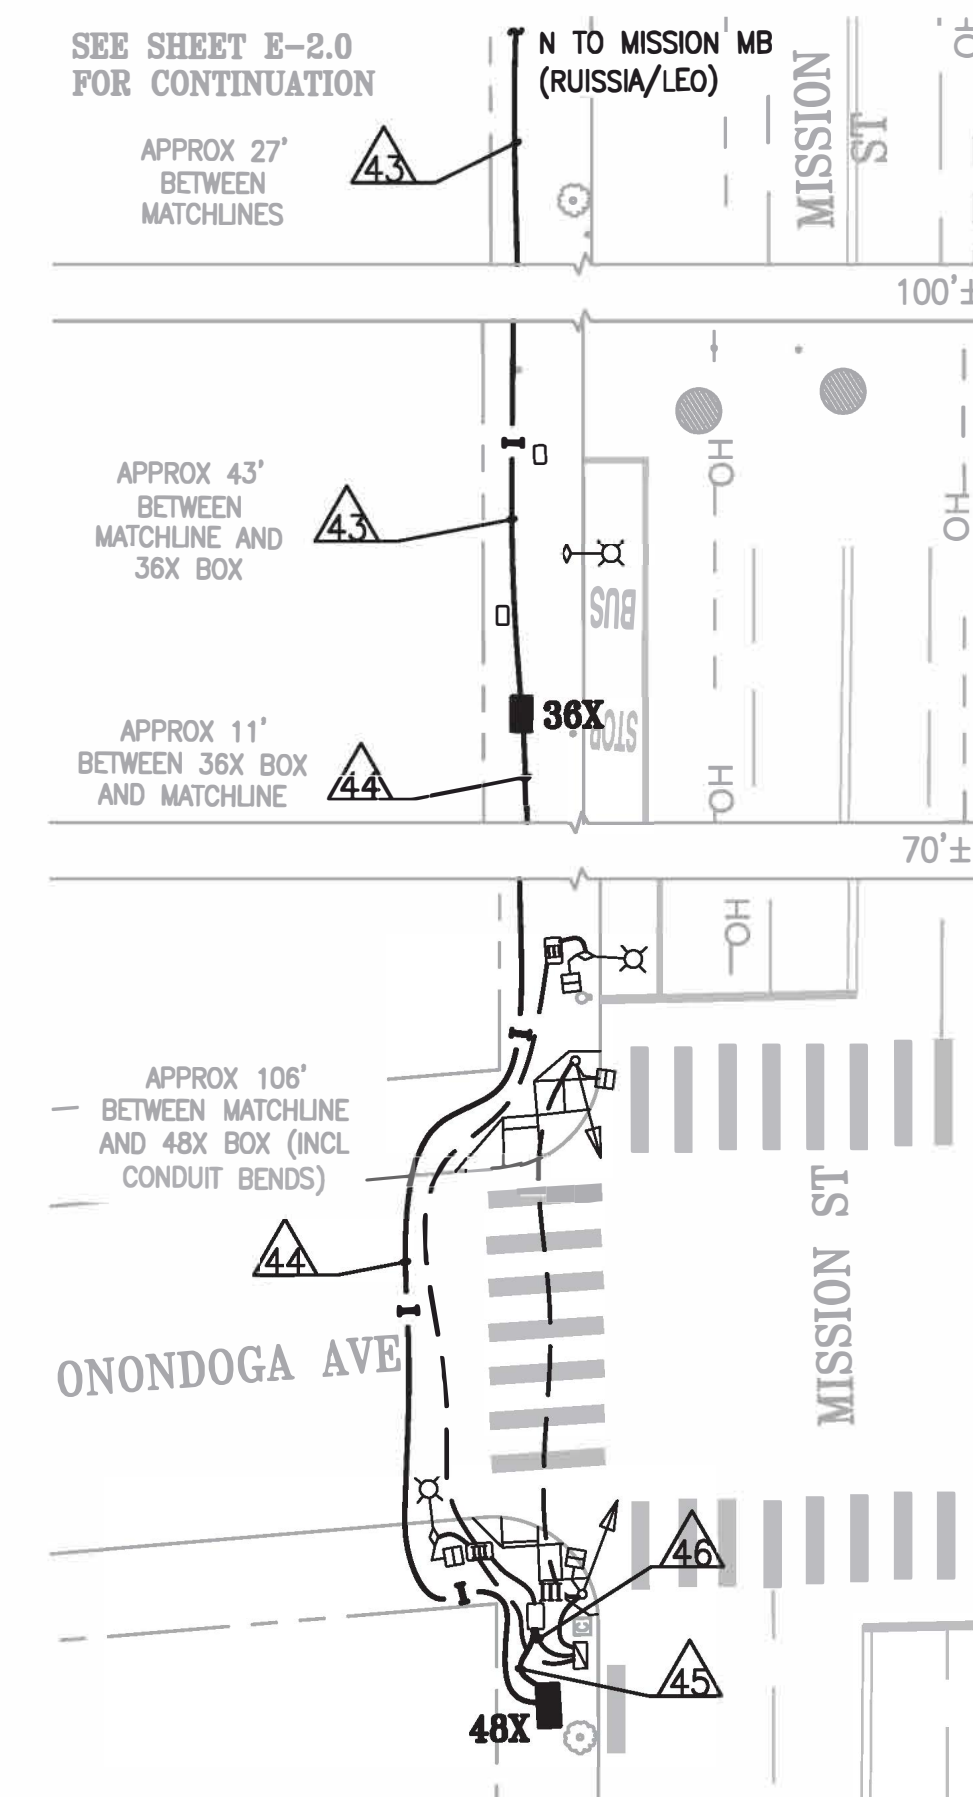 SEE SHEET E-2.0
FOR CONTINUATION
N TO MISSION MB
(RUISSIA/LEO)
MISSION
ST
OH
APPROX 27'
BETWEEN
MATCHLINES
43
100'±
OH
OH
APPROX 43'
BETWEEN
MATCHLINE AND
36X BOX
43
BUS
STOP
36X
APPROX 11'
BETWEEN 36X BOX
AND MATCHLINE
44
OH
70'±
OH
APPROX 106'
BETWEEN MATCHLINE
AND 48X BOX (INCL
CONDUIT BENDS)
MISSION ST
44
ONONDOGA AVE
46
C
45
48X